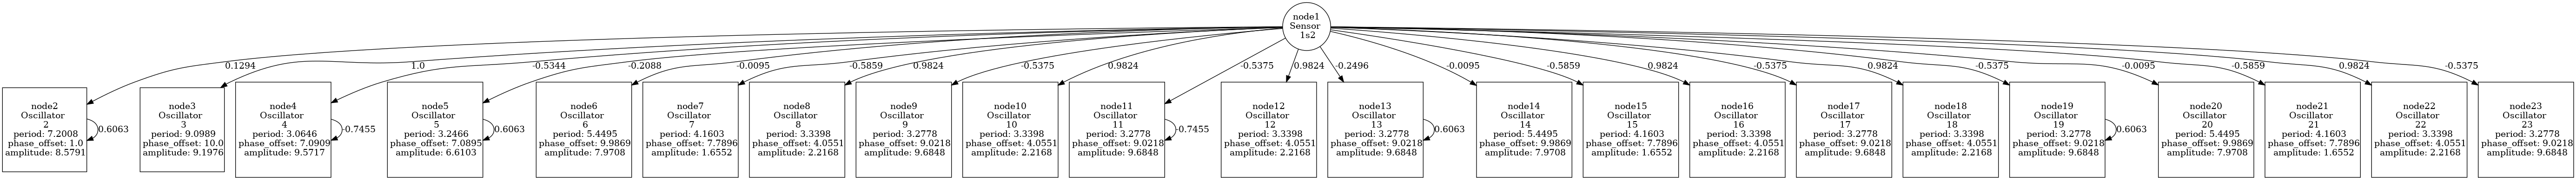 node1
Sensor
1s2
0.1294
1.0
-0.5344
-0.2088
-0.0095
-0.5859
0.9824
-0.5375
0.9824
-0.5375
0.9824
-0.2496
-0.0095
-0.5859
0.9824
-0.5375
0.9824
-0.5375
-0.0095
-0.5859
0.9824
-0.5375
node2
Oscillator
2
period: 7.2008
phase_offset: 1.0
amplitude: 8.5791
0.6063
node3
Oscillator
3
period: 9.0989
phase_offset: 10.0
amplitude: 9.1976
node4
Oscillator
4
period: 3.0646
phase_offset: 7.0909
amplitude: 9.5717
-0.7455
node5
Oscillator
5
period: 3.2466
phase_offset: 7.0895
amplitude: 6.6103
0.6063
node6
Oscillator
6
period: 5.4495
phase_offset: 9.9869
amplitude: 7.9708
node7
Oscillator
7
period: 4.1603
phase_offset: 7.7896
amplitude: 1.6552
node8
Oscillator
8
period: 3.3398
phase_offset: 4.0551
amplitude: 2.2168
node9
Oscillator
9
period: 3.2778
phase_offset: 9.0218
amplitude: 9.6848
node10
Oscillator
10
period: 3.3398
phase_offset: 4.0551
amplitude: 2.2168
node11
Oscillator
11
period: 3.2778
phase_offset: 9.0218
amplitude: 9.6848
-0.7455
node12
Oscillator
12
period: 3.3398
phase_offset: 4.0551
amplitude: 2.2168
node13
Oscillator
13
period: 3.2778
phase_offset: 9.0218
amplitude: 9.6848
0.6063
node14
Oscillator
14
period: 5.4495
phase_offset: 9.9869
amplitude: 7.9708
node15
Oscillator
15
period: 4.1603
phase_offset: 7.7896
amplitude: 1.6552
node16
Oscillator
16
period: 3.3398
phase_offset: 4.0551
amplitude: 2.2168
node17
Oscillator
17
period: 3.2778
phase_offset: 9.0218
amplitude: 9.6848
node18
Oscillator
18
period: 3.3398
phase_offset: 4.0551
amplitude: 2.2168
node19
Oscillator
19
period: 3.2778
phase_offset: 9.0218
amplitude: 9.6848
0.6063
node20
Oscillator
20
period: 5.4495
phase_offset: 9.9869
amplitude: 7.9708
node21
Oscillator
21
period: 4.1603
phase_offset: 7.7896
amplitude: 1.6552
node22
Oscillator
22
period: 3.3398
phase_offset: 4.0551
amplitude: 2.2168
node23
Oscillator
23
period: 3.2778
phase_offset: 9.0218
amplitude: 9.6848